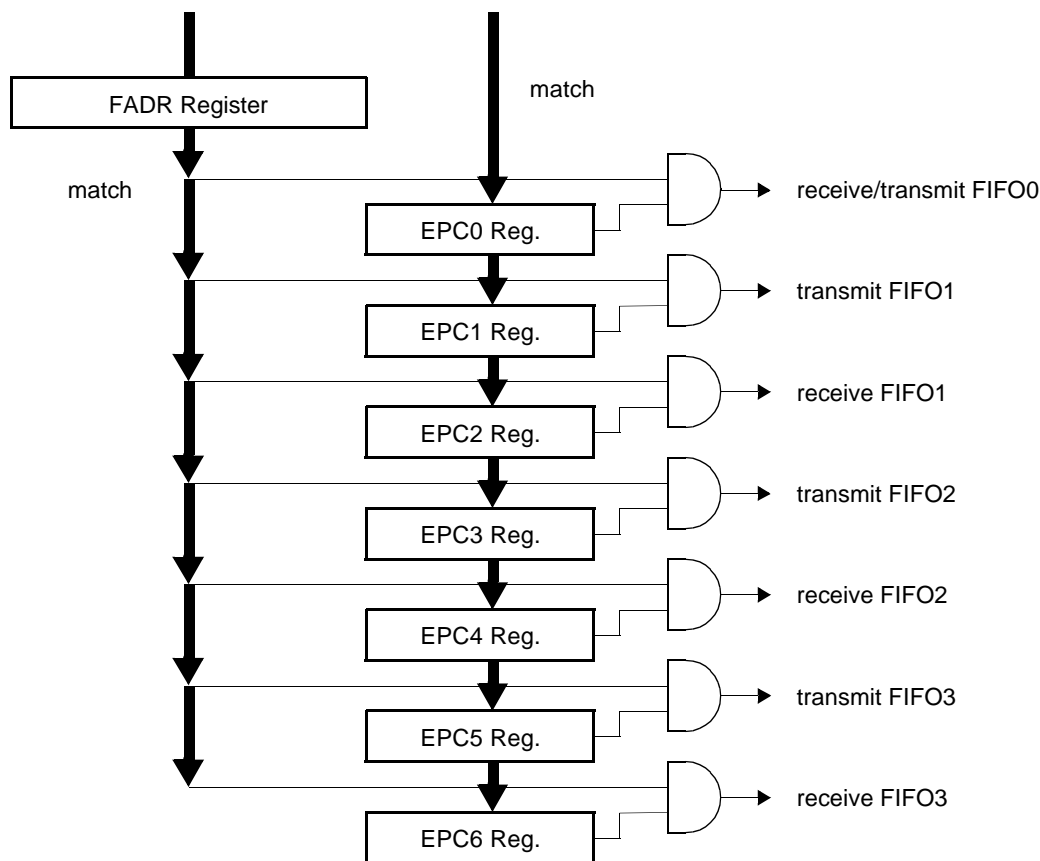 match
FADR Register
match
receive/transmit FIFO0
EPC0 Reg.
transmit FIFO1
EPC1 Reg.
receive FIFO1
EPC2 Reg.
transmit FIFO2
EPC3 Reg.
receive FIFO2
EPC4 Reg.
transmit FIFO3
EPC5 Reg.
receive FIFO3
EPC6 Reg.